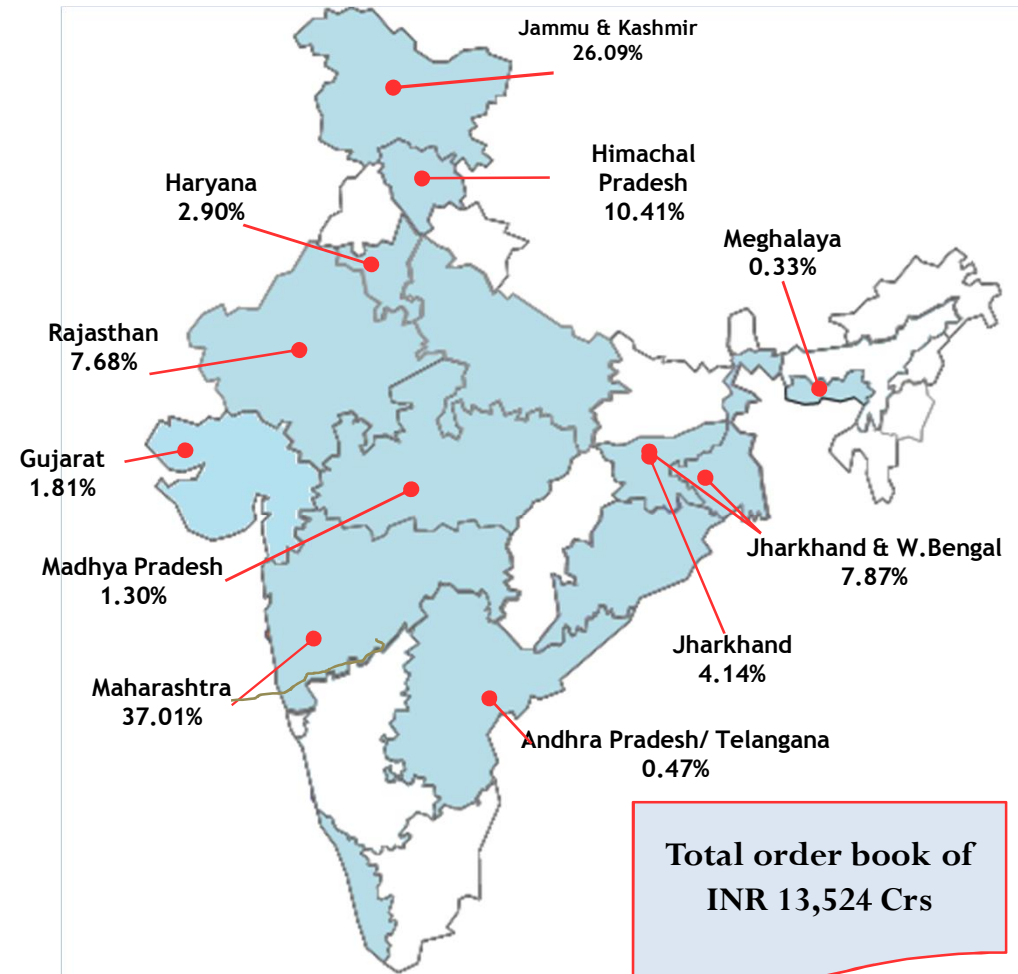 Jammu & Kashmir
26.09%
Himachal
Pradesh
10.41%
Haryana
2.90%
Meghalaya
0.33%
Rajasthan
7.68%
Gujarat
1.81%
Madhya Pradesh
1.30%
Jharkhand & W.Bengal
7.87%
Jharkhand
4.14%
Maharashtra
37.01%
Andhra Pradesh/ Telangana
0.47%
Total order book of
INR 13,524 Crs